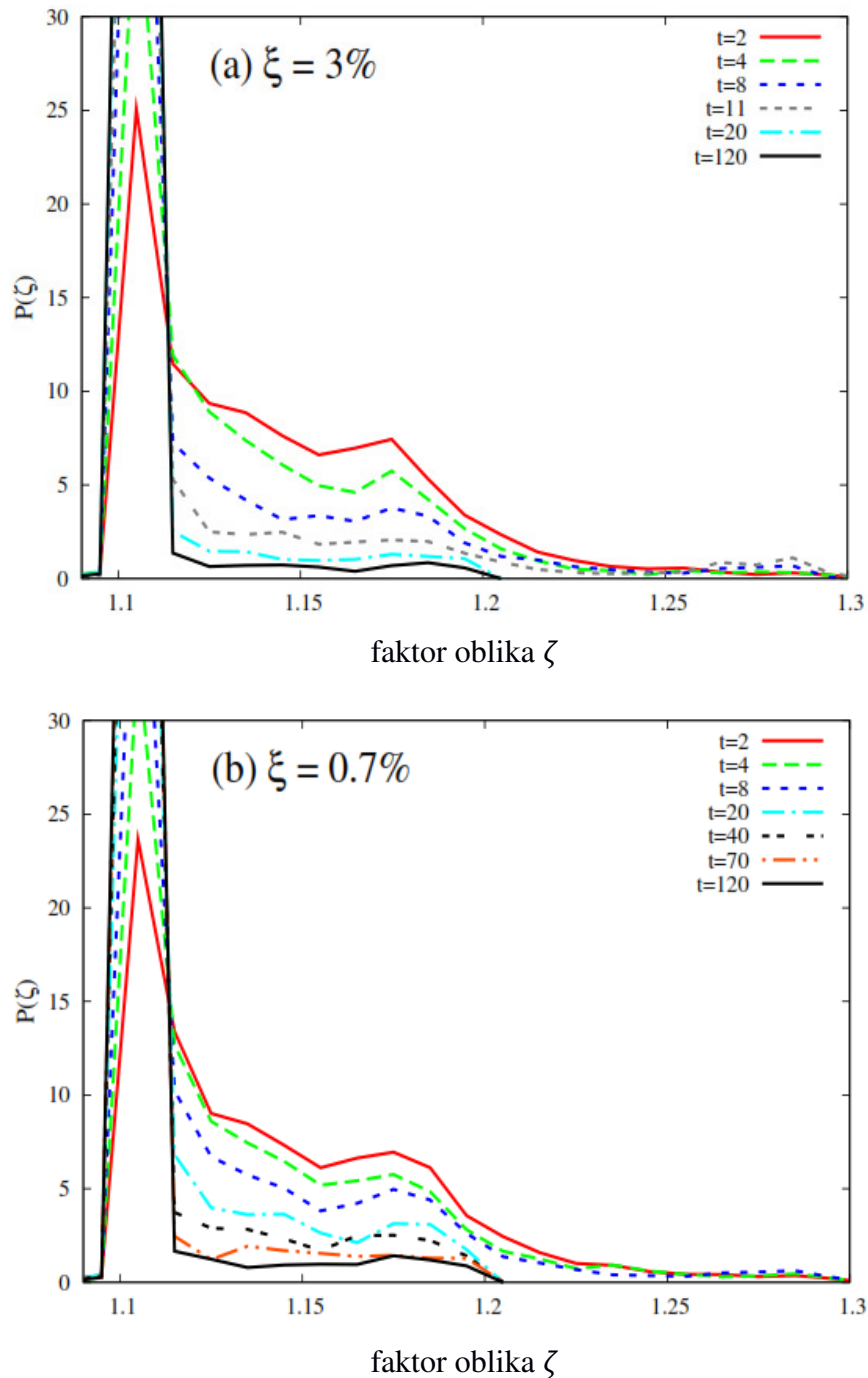 (a) ξ = 3%
t=2
t=4
t=8
t=11
t=20
t=120
30
25
20
15
10
5
0
P(ζ)
1.1
1.15
1.2
1.25
1.3
faktor oblika ζ
(b) ξ = 0.7%
t=2
t=4
t=8
t=20
t=40
t=70
t=120
30
25
20
15
10
5
0
P(ζ)
1.1
1.15
1.2
1.25
1.3
faktor oblika ζ